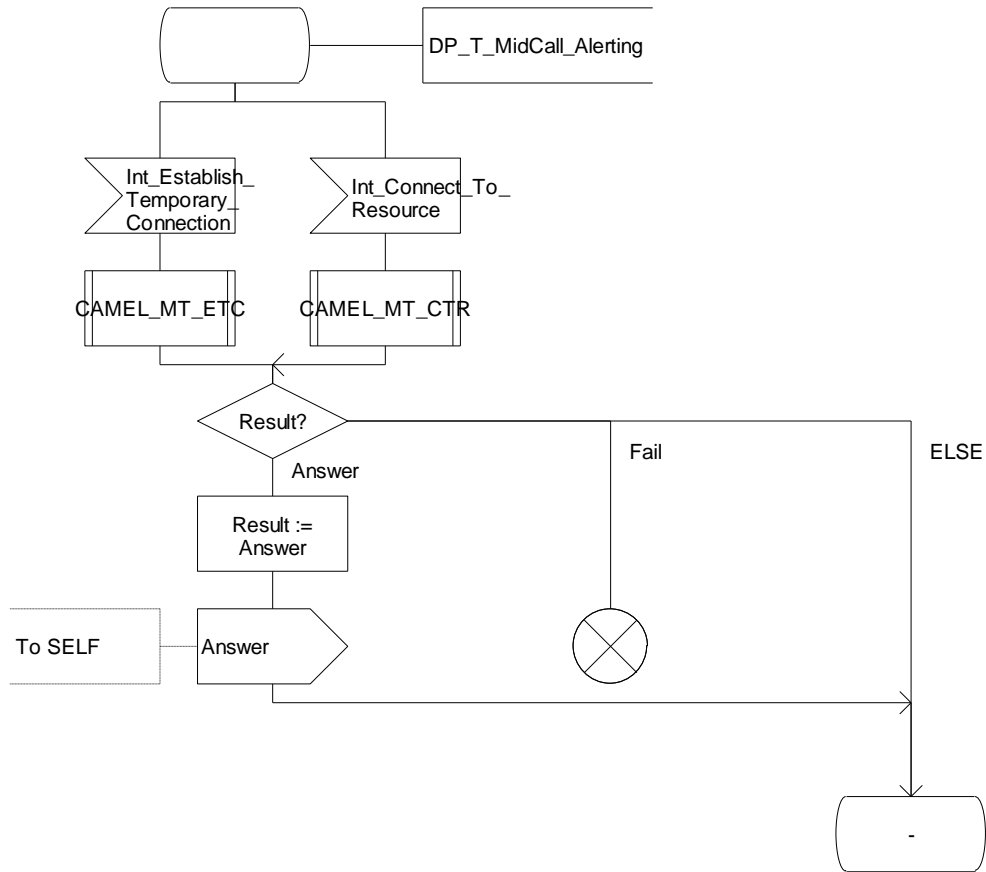 DP_T_MidCall_Alerting
Int_Establish_
Temporary_
Connection
Int_Connect_To_
Resource
CAMEL_MT_ETC
CAMEL_MT_CTR
Result?
Fail
ELSE
Answer
Result :=
Answer
To SELF
Answer
-